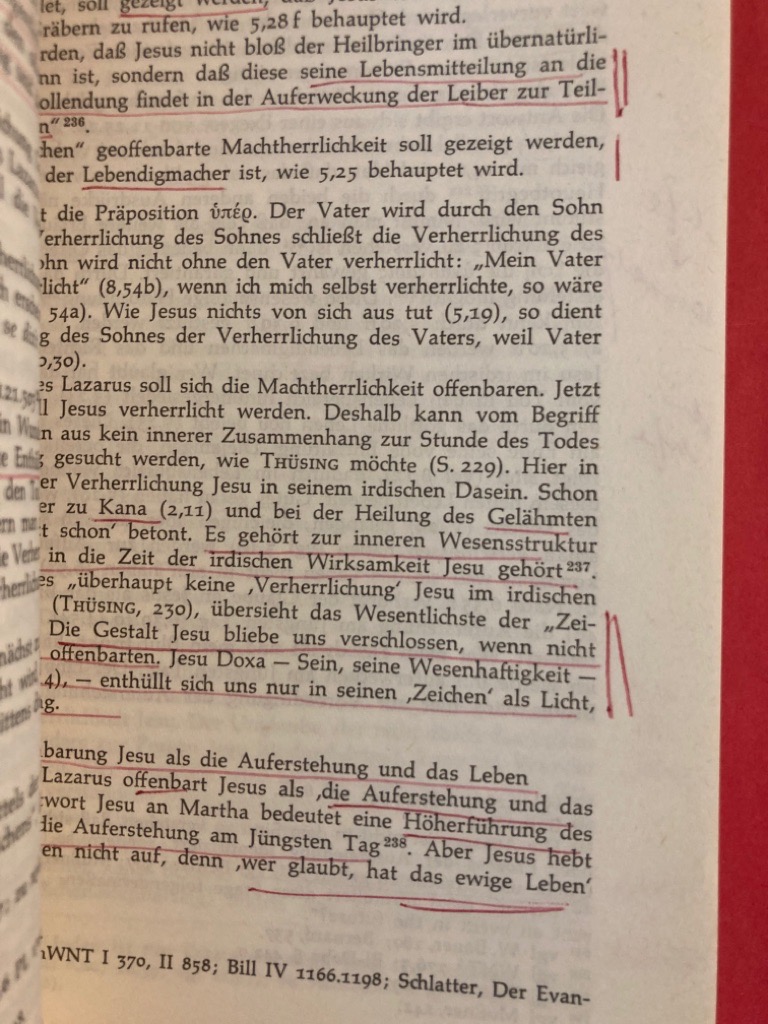 let, soll gezeigt werden,
räbern zu rufen, wie 5,28 f behauptet wird.
rden, daß Jesus nicht bloß der Heilbringer im übernatürli-
nn ist, sondern daß diese seine Lebensmitteilung an die
ollendung findet in der Auferweckung der Leiber zur Teil-
n“ 236.
hen“ geoffenbarte Machtherrlichkeit soll gezeigt werden,
der Lebendigmacher ist, wie 5,25 behauptet wird.
t die Präposition ὑπέρ. Der Vater wird durch den Sohn
erherrlichung des Sohnes schließt die Verherrlichung des
ohn wird nicht ohne den Vater verherrlicht: „Mein Vater
licht“ (8,54b), wenn ich mich selbst verherrlichte, so wäre
54a). Wie Jesus nichts von sich aus tut (5,19), so dient
g des Sohnes der Verherrlichung des Vaters, weil Vater
0,30).
es Lazarus soll sich die Machtherrlichkeit offenbaren. Jetzt
ll Jesus verherrlicht werden. Deshalb kann vom Begriff
n aus kein innerer Zusammenhang zur Stunde des Todes
g gesucht werden, wie THÜSING möchte (S. 229). Hier in
er Verherrlichung Jesu in seinem irdischen Dasein. Schon
er zu Kana (2,11) und bei der Heilung des Gelähmten
t schon‘ betont. Es gehört zur inneren Wesensstruktur
in die Zeit der irdischen Wirksamkeit Jesu gehört 237.
es „überhaupt keine ‚Verherrlichung‘ Jesu im irdischen
(THÜSING, 230), übersieht das Wesentlichste der „Zei-
Die Gestalt Jesu bliebe uns verschlossen, wenn nicht
offenbarten. Jesu Doxa — Sein, seine Wesenhaftigkeit —
4), — enthüllt sich uns nur in seinen ‚Zeichen‘ als Licht,
g.
barung Jesu als die Auferstehung und das Leben
Lazarus offenbart Jesus als ‚die Auferstehung und das
wort Jesu an Martha bedeutet eine Höherführung des
die Auferstehung am Jüngsten Tag 238. Aber Jesus hebt
en nicht auf, denn ‚wer glaubt, hat das ewige Leben‘
WNT I 370, II 858; Bill IV 1166.1198; Schlatter, Der Evan-